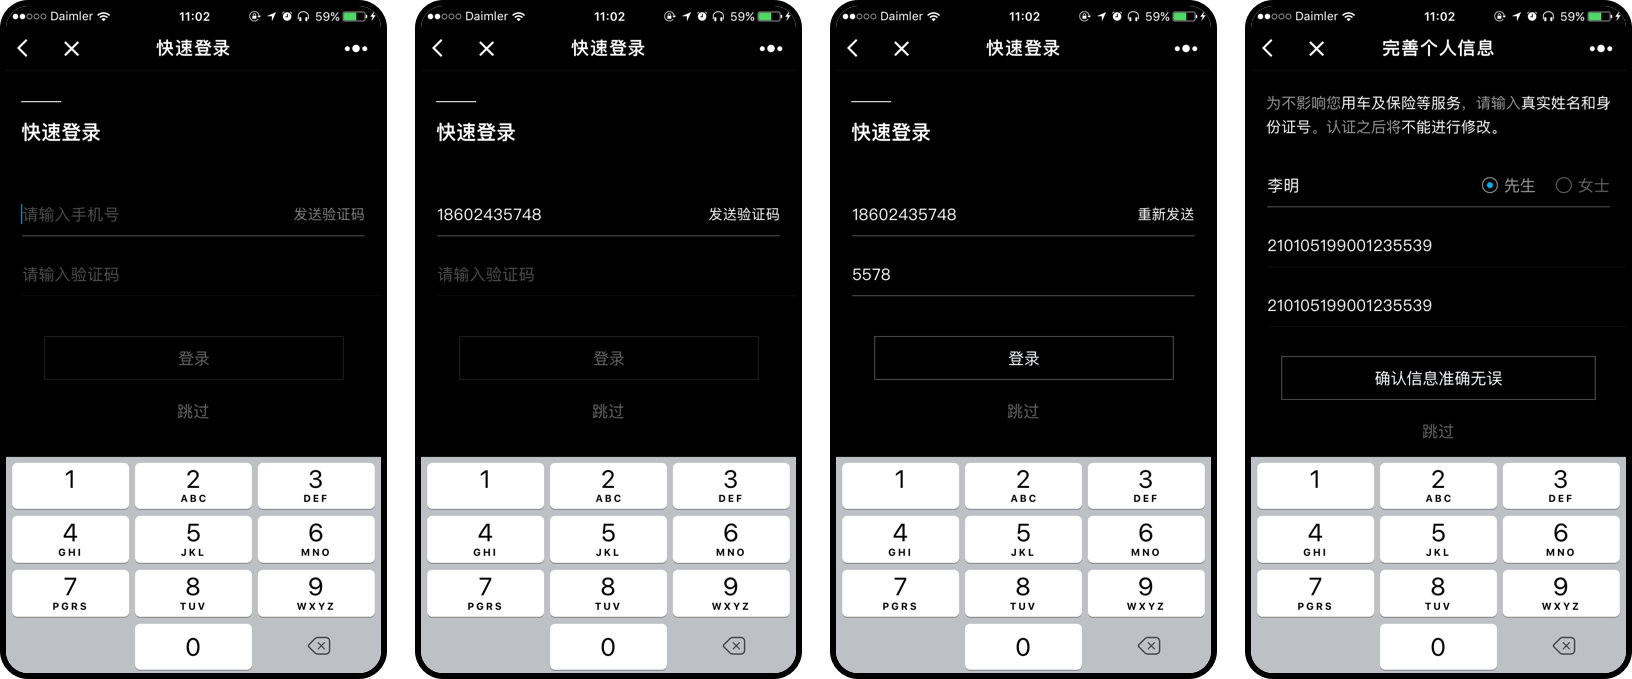 Daimler 11:02 59%
快速登录
快速登录
请输入手机号 发送验证码
请输入验证码
登录
跳过
1
2 ABC
3 DEF
4 GHI
5 JKL
6 MNO
7 PGRS
8 TUV
9 WXYZ
0
Daimler 11:02 59%
快速登录
快速登录
18602435748 发送验证码
请输入验证码
登录
跳过
1
2 ABC
3 DEF
4 GHI
5 JKL
6 MNO
7 PGRS
8 TUV
9 WXYZ
0
Daimler 11:02 59%
快速登录
快速登录
18602435748 重新发送
5578
登录
跳过
1
2 ABC
3 DEF
4 GHI
5 JKL
6 MNO
7 PGRS
8 TUV
9 WXYZ
0
Daimler 11:02 59%
完善个人信息
为不影响您用车及保险等服务,请输入真实姓名和身
份证号。认证之后将不能进行修改。
李明 先生 女士
210105199001235539
210105199001235539
确认信息准确无误
跳过
1
2 ABC
3 DEF
4 GHI
5 JKL
6 MNO
7 PGRS
8 TUV
9 WXYZ
0